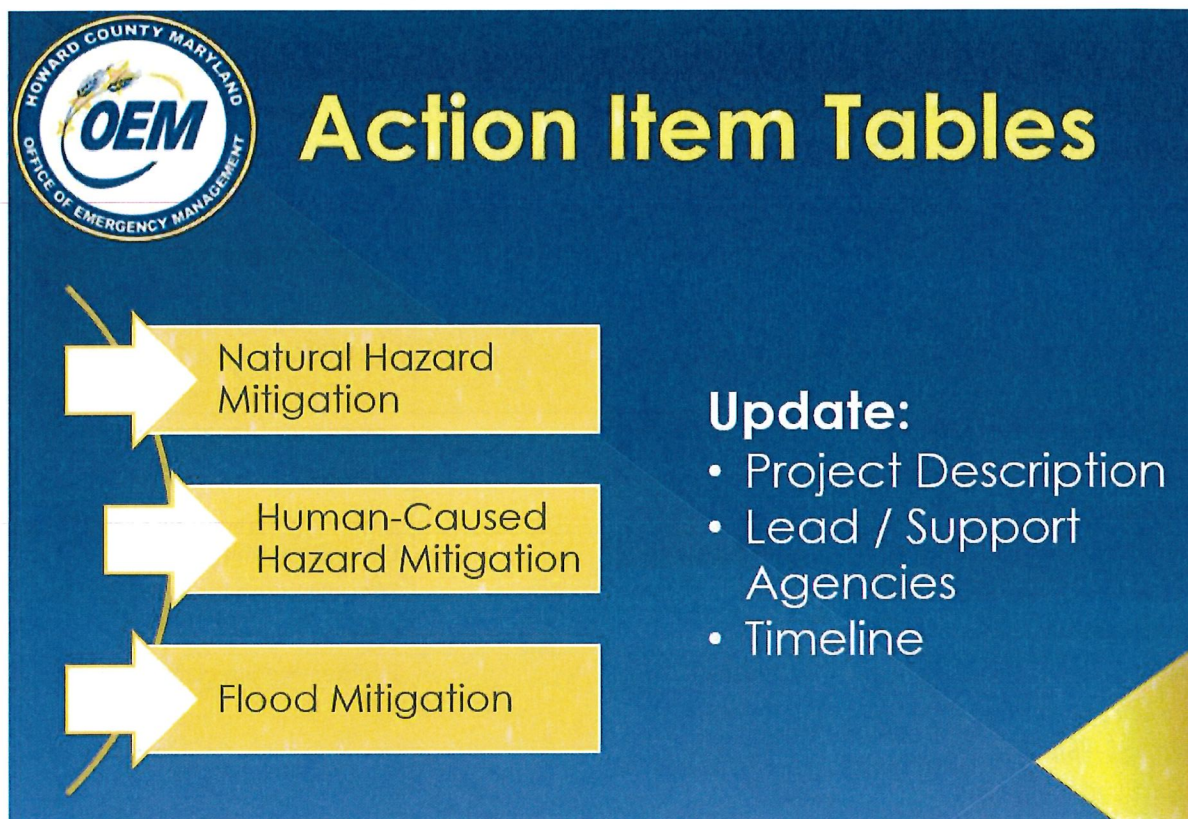 HOWARD COUNTY MARYLAND
OEM
OFFICE OF EMERGENCY MANAGEMENT
Action Item Tables
Natural Hazard
Mitigation
Human-Caused
Hazard Mitigation
Flood Mitigation
Update:
• Project Description
• Lead / Support
Agencies
• Timeline